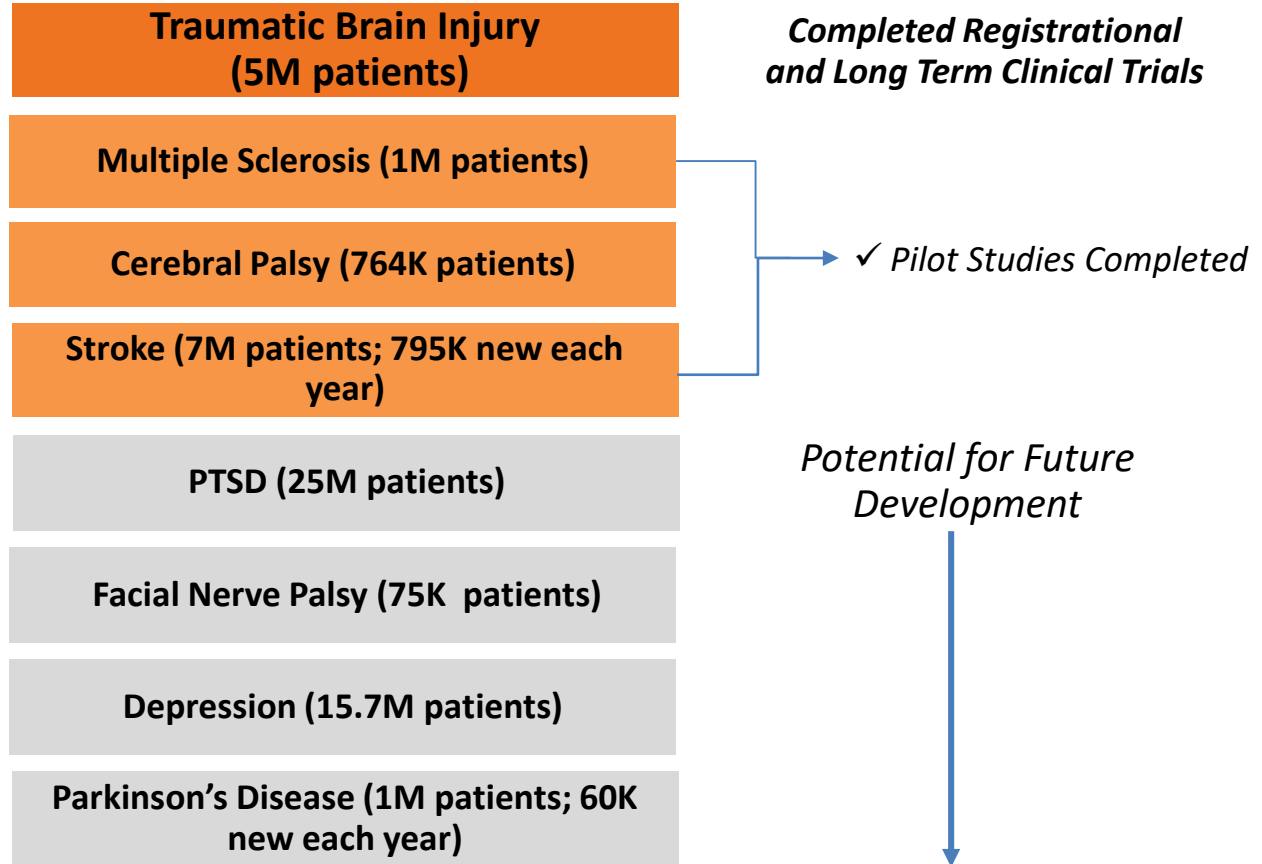 Traumatic Brain Injury
(5M patients)
Completed Registrational
and Long Term Clinical Trials
Multiple Sclerosis (1M patients)
Cerebral Palsy (764K patients)
✓ Pilot Studies Completed
Stroke (7M patients; 795K new each
year)
PTSD (25M patients)
Potential for Future
Development
Facial Nerve Palsy (75K  patients)
Depression (15.7M patients)
Parkinson’s Disease (1M patients; 60K
new each year)